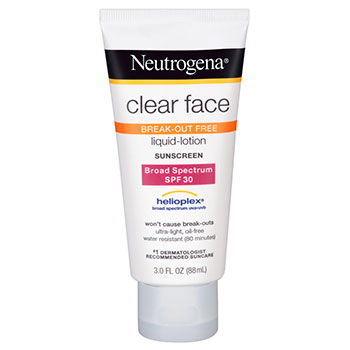 Neutrogena®
clear face
BREAK-OUT FREE
liquid-lotion
SUNSCREEN
Broad Spectrum
SPF 30
helioplex®
broad spectrum uva•uvb
won't cause break-outs
ultra-light, oil-free
water resistant (80 minutes)
#1 DERMATOLOGIST
RECOMMENDED SUNCARE
3.0 FL OZ (88mL)